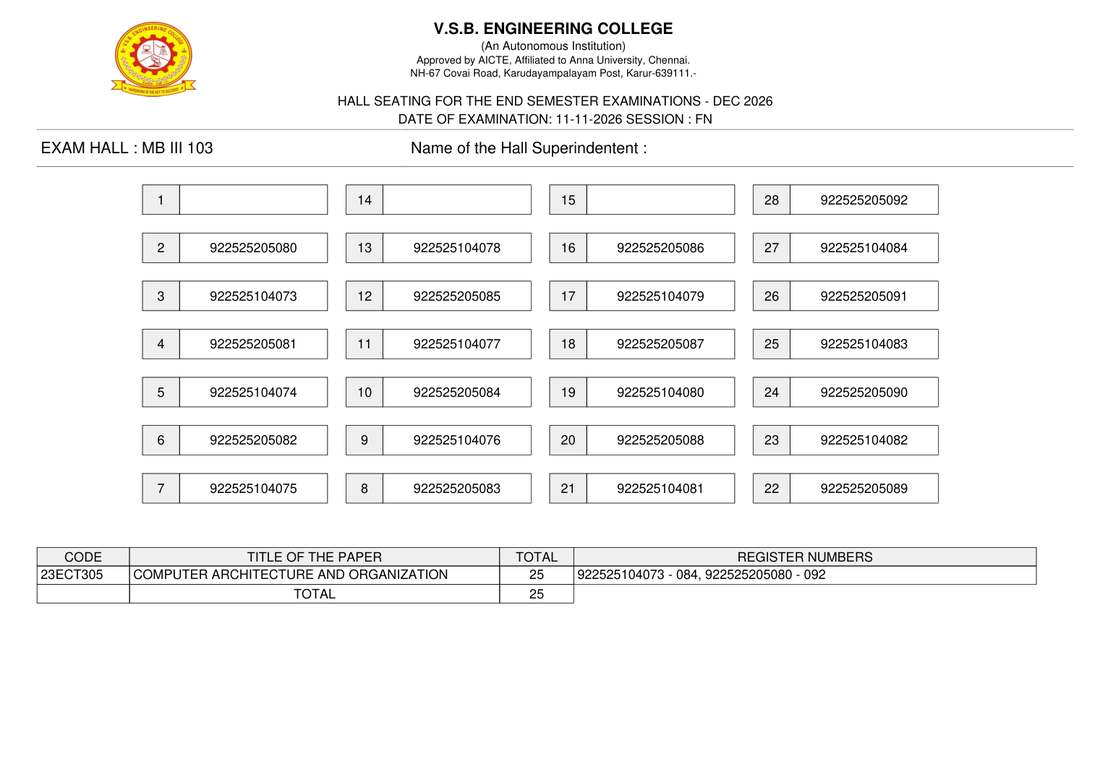 V.S.B. ENGINEERING COLLEGE
(An Autonomous Institution)
Approved by AICTE, Affiliated to Anna University, Chennai.
NH-67 Covai Road, Karudayampalayam Post, Karur-639111.-
HALL SEATING FOR THE END SEMESTER EXAMINATIONS - DEC 2026
DATE OF EXAMINATION: 11-11-2026 SESSION : FN
EXAM HALL : MB III 103 Name of the Hall Superindentent :
1 14 15 28 922525205092
2 922525205080 13 922525104078 16 922525205086 27 922525104084
3 922525104073 12 922525205085 17 922525104079 26 922525205091
4 922525205081 11 922525104077 18 922525205087 25 922525104083
5 922525104074 10 922525205084 19 922525104080 24 922525205090
6 922525205082 9 922525104076 20 922525205088 23 922525104082
7 922525104075 8 922525205083 21 922525104081 22 922525205089
CODE TITLE OF THE PAPER TOTAL REGISTER NUMBERS
23ECT305 COMPUTER ARCHITECTURE AND ORGANIZATION 25 922525104073 - 084, 922525205080 - 092
TOTAL 25